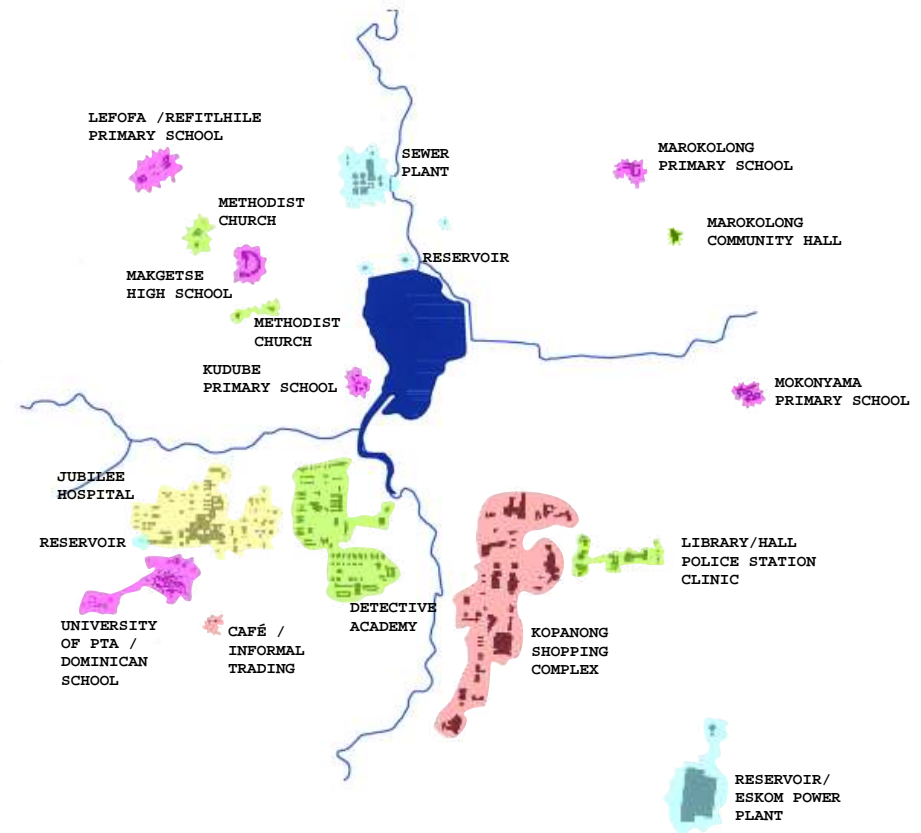 LEFOFA /REFITLHILE
PRIMARY SCHOOL
SEWER
PLANT
MAROKOLONG
PRIMARY SCHOOL
METHODIST
CHURCH
MAROKOLONG
COMMUNITY HALL
RESERVOIR
MAKGETSE
HIGH SCHOOL
METHODIST
CHURCH
KUDUBE
PRIMARY SCHOOL
MOKONYAMA
PRIMARY SCHOOL
JUBILEE
HOSPITAL
RESERVOIR
LIBRARY/HALL
POLICE STATION
CLINIC
DETECTIVE
ACADEMY
UNIVERSITY
OF PTA /
DOMINICAN
SCHOOL
CAFÉ /
INFORMAL
TRADING
KOPANONG
SHOPPING
COMPLEX
RESERVOIR/
ESKOM POWER
PLANT